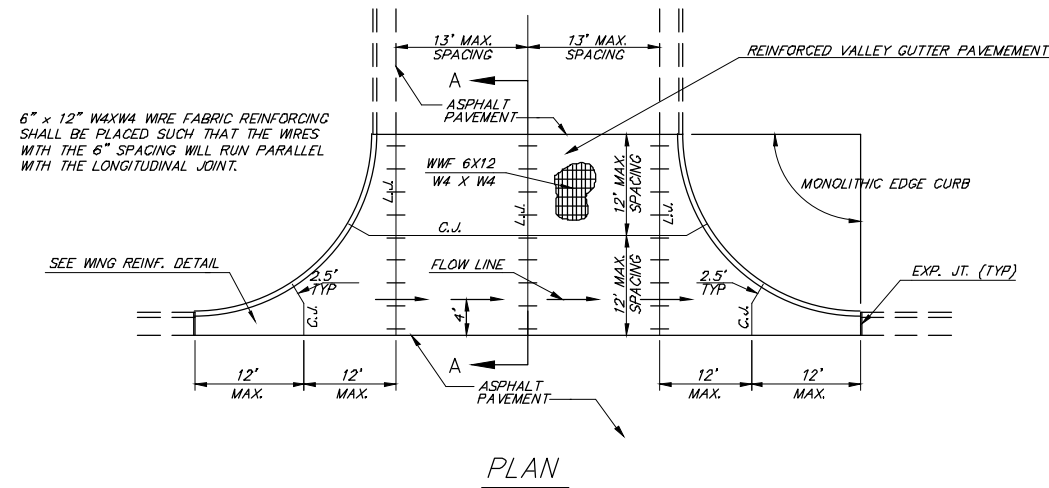 13' MAX.
SPACING
13' MAX.
SPACING
REINFORCED VALLEY GUTTER PAVEMEMENT
A
ASPHALT
PAVEMENT
6" x 12" W4XW4 WIRE FABRIC REINFORCING
SHALL BE PLACED SUCH THAT THE WIRES
WITH THE 6" SPACING WILL RUN PARALLEL
WITH THE LONGITUDINAL JOINT.
WWF 6X12
W4 X W4
12' MAX.
SPACING
MONOLITHIC EDGE CURB
L.J.
L.J.
L.J.
C.J.
SEE WING REINF. DETAIL
2.5'
TYP
FLOW LINE
12' MAX.
SPACING
2.5'
TYP
EXP. JT. (TYP)
C.J.
4'
C.J.
A
12'
MAX.
12'
MAX.
ASPHALT
PAVEMENT
12'
MAX.
12'
MAX.
PLAN